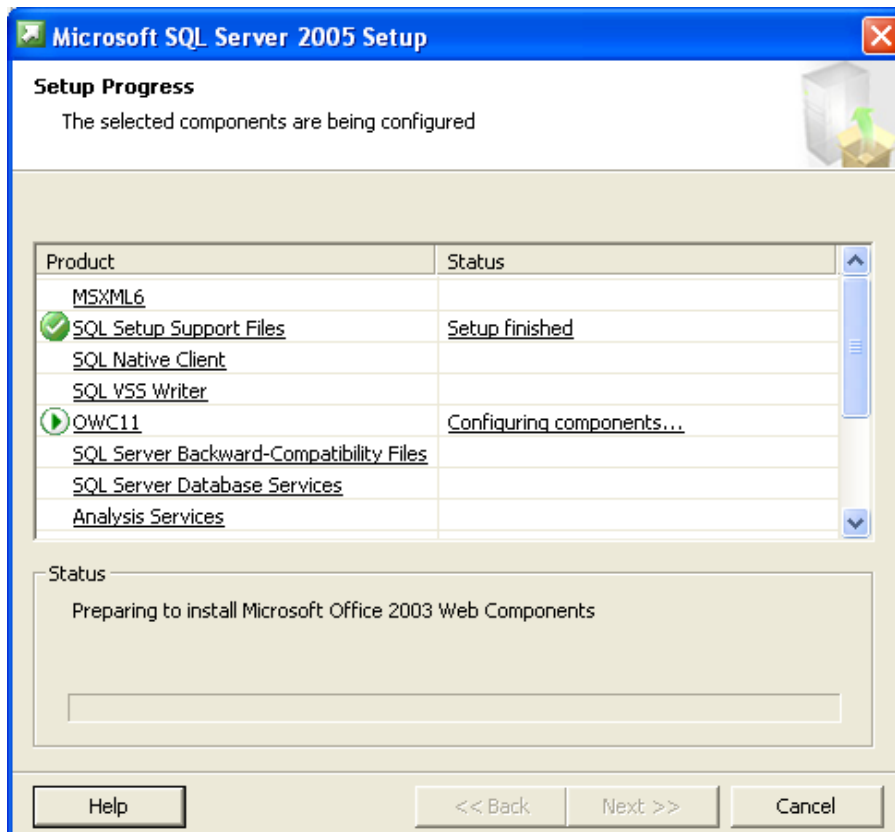 Microsoft SQL Server 2005 Setup
Setup Progress
The selected components are being configured
Product Status
MSXML6
SQL Setup Support Files Setup finished
SQL Native Client
SQL VSS Writer
OWC11 Configuring components...
SQL Server Backward-Compatibility Files
SQL Server Database Services
Analysis Services
Status
Preparing to install Microsoft Office 2003 Web Components
Help << Back Next >> Cancel